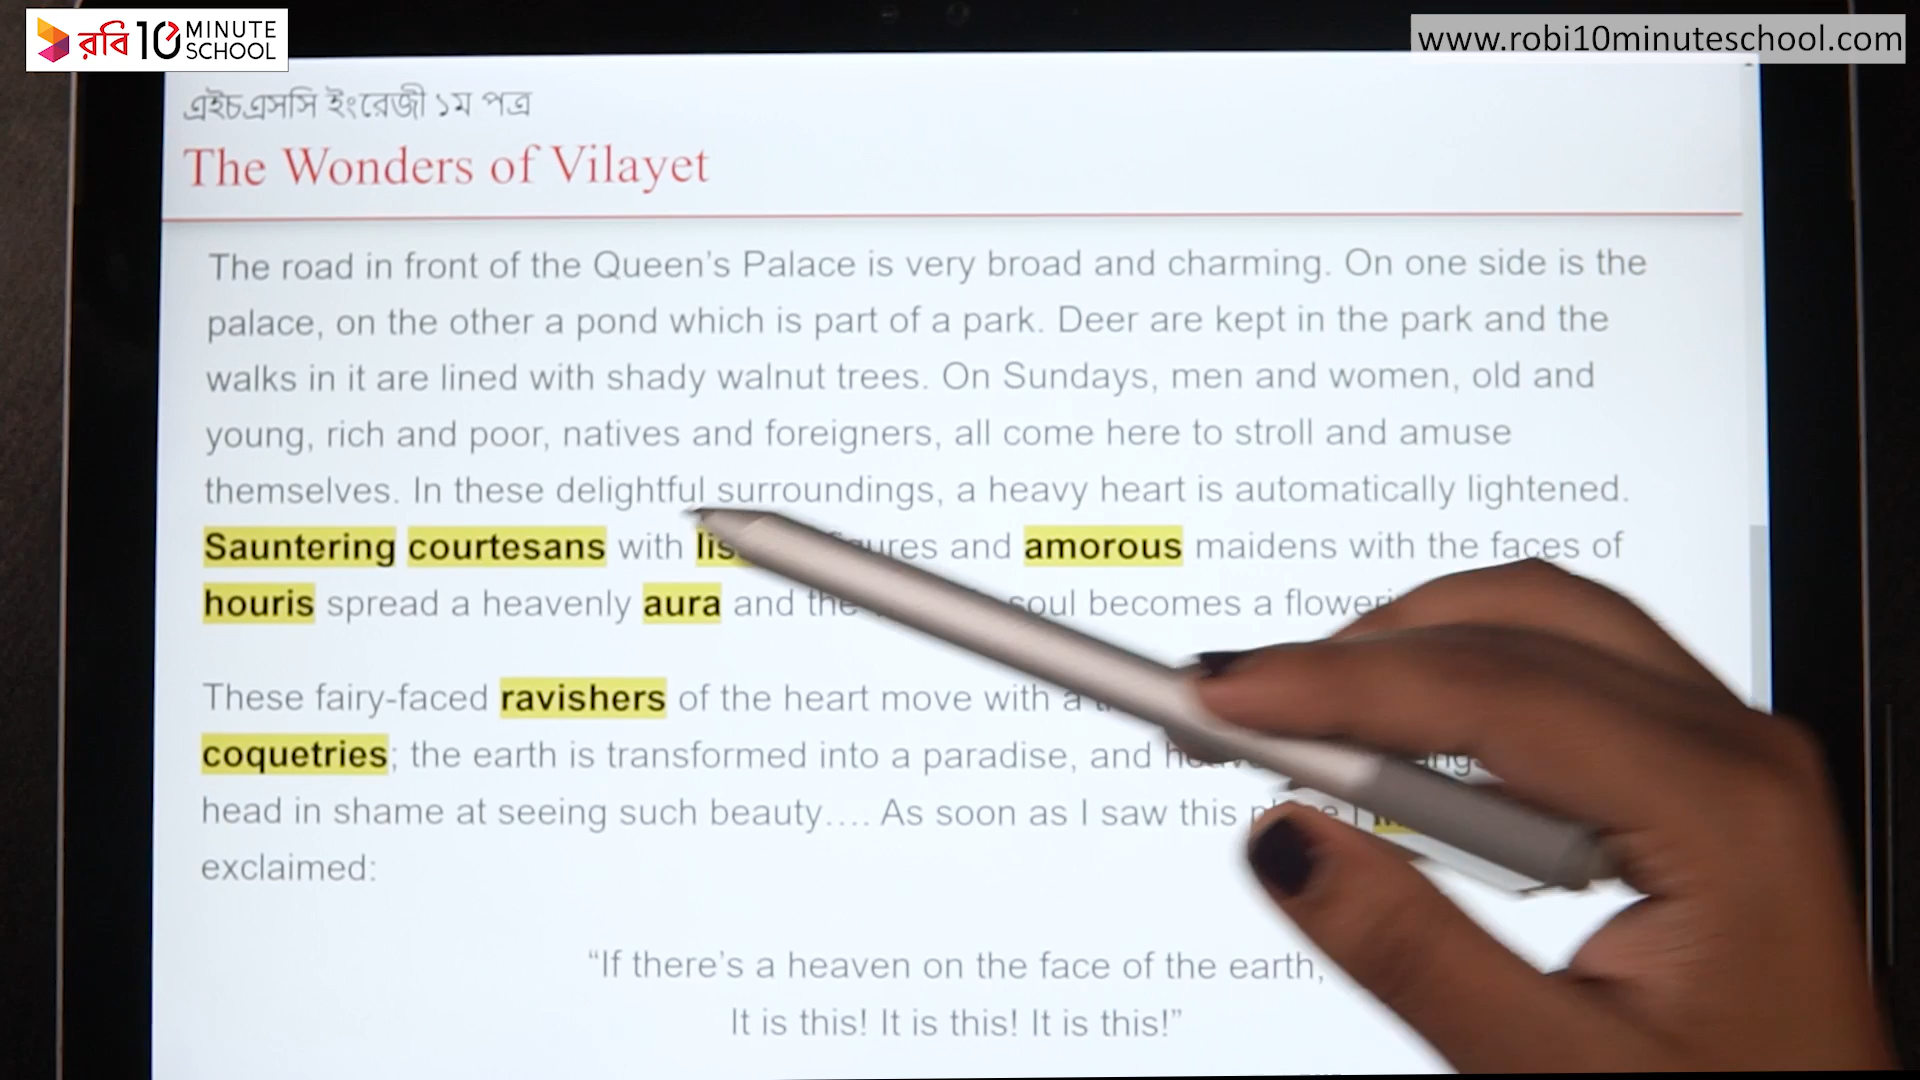 রবি 10 MINUTE SCHOOL
www.robi10minuteschool.com
এইচএসসি ইংরেজী ১ম পত্র
The Wonders of Vilayet
The road in front of the Queen's Palace is very broad and charming. On one side is the
palace, on the other a pond which is part of a park. Deer are kept in the park and the
walks in it are lined with shady walnut trees. On Sundays, men and women, old and
young, rich and poor, natives and foreigners, all come here to stroll and amuse
themselves. In these delightful surroundings, a heavy heart is automatically lightened.
Sauntering courtesans with and amorous maidens with the faces of
houris spread a heavenly aura and the soul becomes a
These fairy-faced ravishers of the heart move with a
coquetries; the earth is transformed into a paradise, and
head in shame at seeing such beauty…. As soon as I saw this I
exclaimed:
“If there's a heaven on the face of the earth,
It is this! It is this! It is this!”